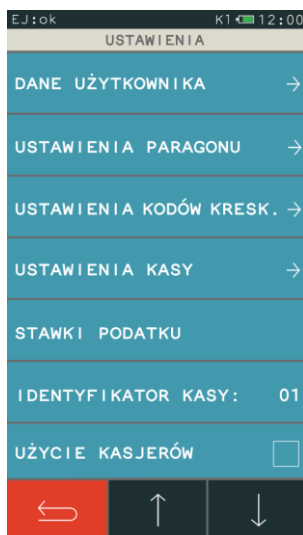 EJ:ok K1 12:00
USTAWIENIA
DANE UŻYTKOWNIKA
USTAWIENIA PARAGONU
USTAWIENIA KODÓW KRESK.
USTAWIENIA KASY
STAWKI PODATKU
IDENTYFIKATOR KASY: 01
UŻYCIE KASJERÓW